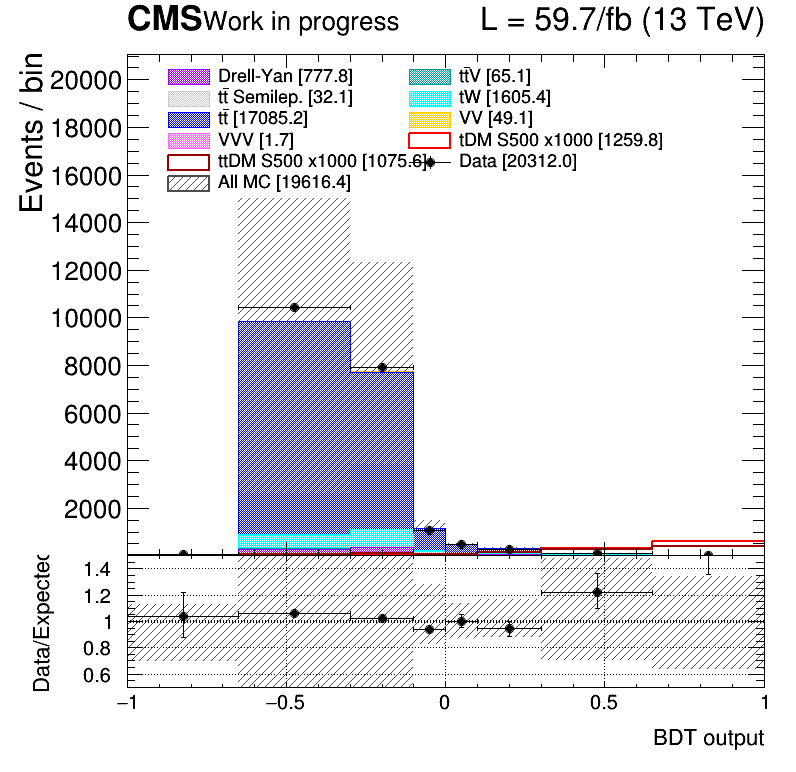 CMS Work in progress L = 59.7/fb (13 TeV)
Events / bin
20000
18000
16000
14000
12000
10000
8000
6000
4000
2000
Drell-Yan [777.8]
tt̄ Semilep. [32.1]
tt̄ [17085.2]
VVV [1.7]
ttDM S500 x1000 [1075.6]
All MC [19616.4]
tt̄V [65.1]
tW [1605.4]
VV [49.1]
tDM S500 x1000 [1259.8]
Data [20312.0]
Data/Expected
1.4
1.2
1
0.8
0.6
−1 −0.5 0 0.5 1
BDT output